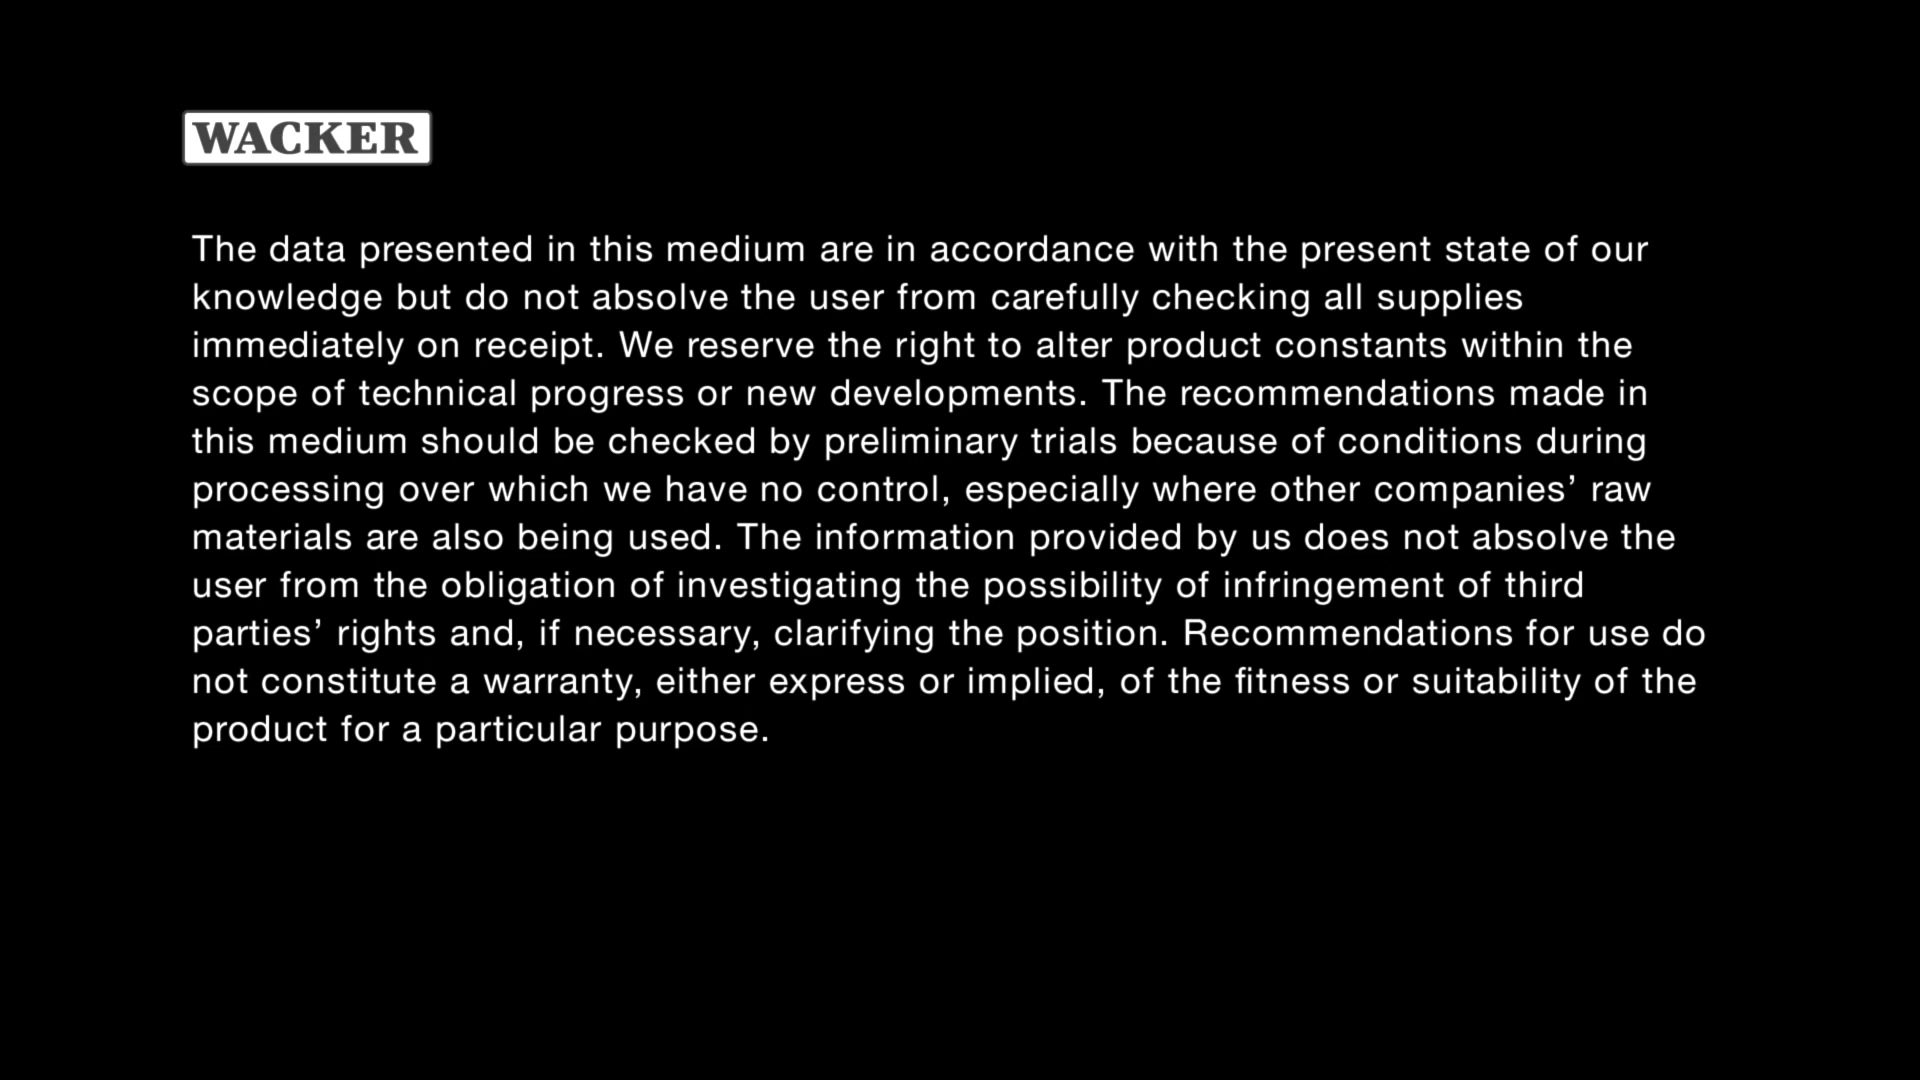 WACKER
The data presented in this medium are in accordance with the present state of our
knowledge but do not absolve the user from carefully checking all supplies
immediately on receipt. We reserve the right to alter product constants within the
scope of technical progress or new developments. The recommendations made in
this medium should be checked by preliminary trials because of conditions during
processing over which we have no control, especially where other companies’ raw
materials are also being used. The information provided by us does not absolve the
user from the obligation of investigating the possibility of infringement of third
parties’ rights and, if necessary, clarifying the position. Recommendations for use do
not constitute a warranty, either express or implied, of the fitness or suitability of the
product for a particular purpose.